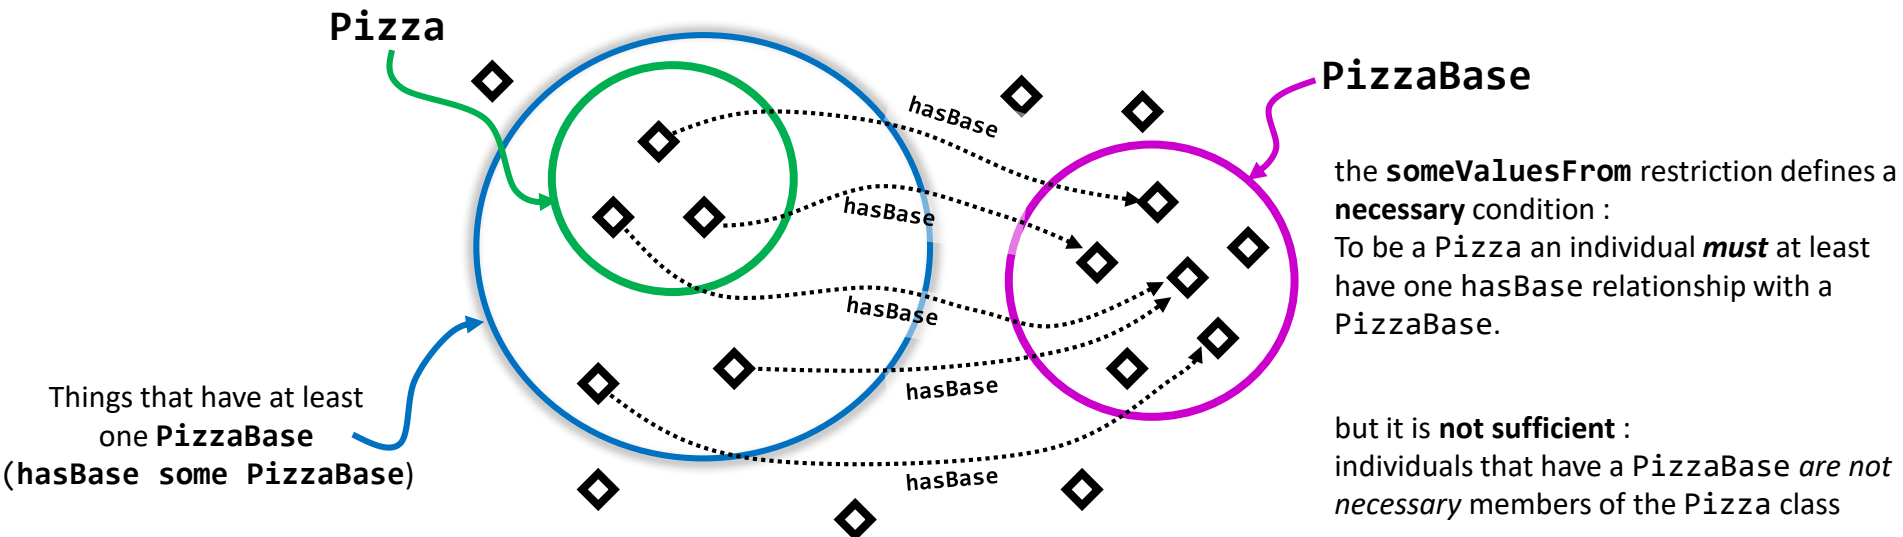 Pizza
PizzaBase
hasBase
hasBase
hasBase
hasBase
hasBase
Things that have at least
one PizzaBase
(hasBase some PizzaBase)
the someValuesFrom restriction defines a
necessary condition :
To be a Pizza an individual must at least
have one hasBase relationship with a
PizzaBase.
but it is not sufficient :
individuals that have a PizzaBase are not
necessary members of the Pizza class